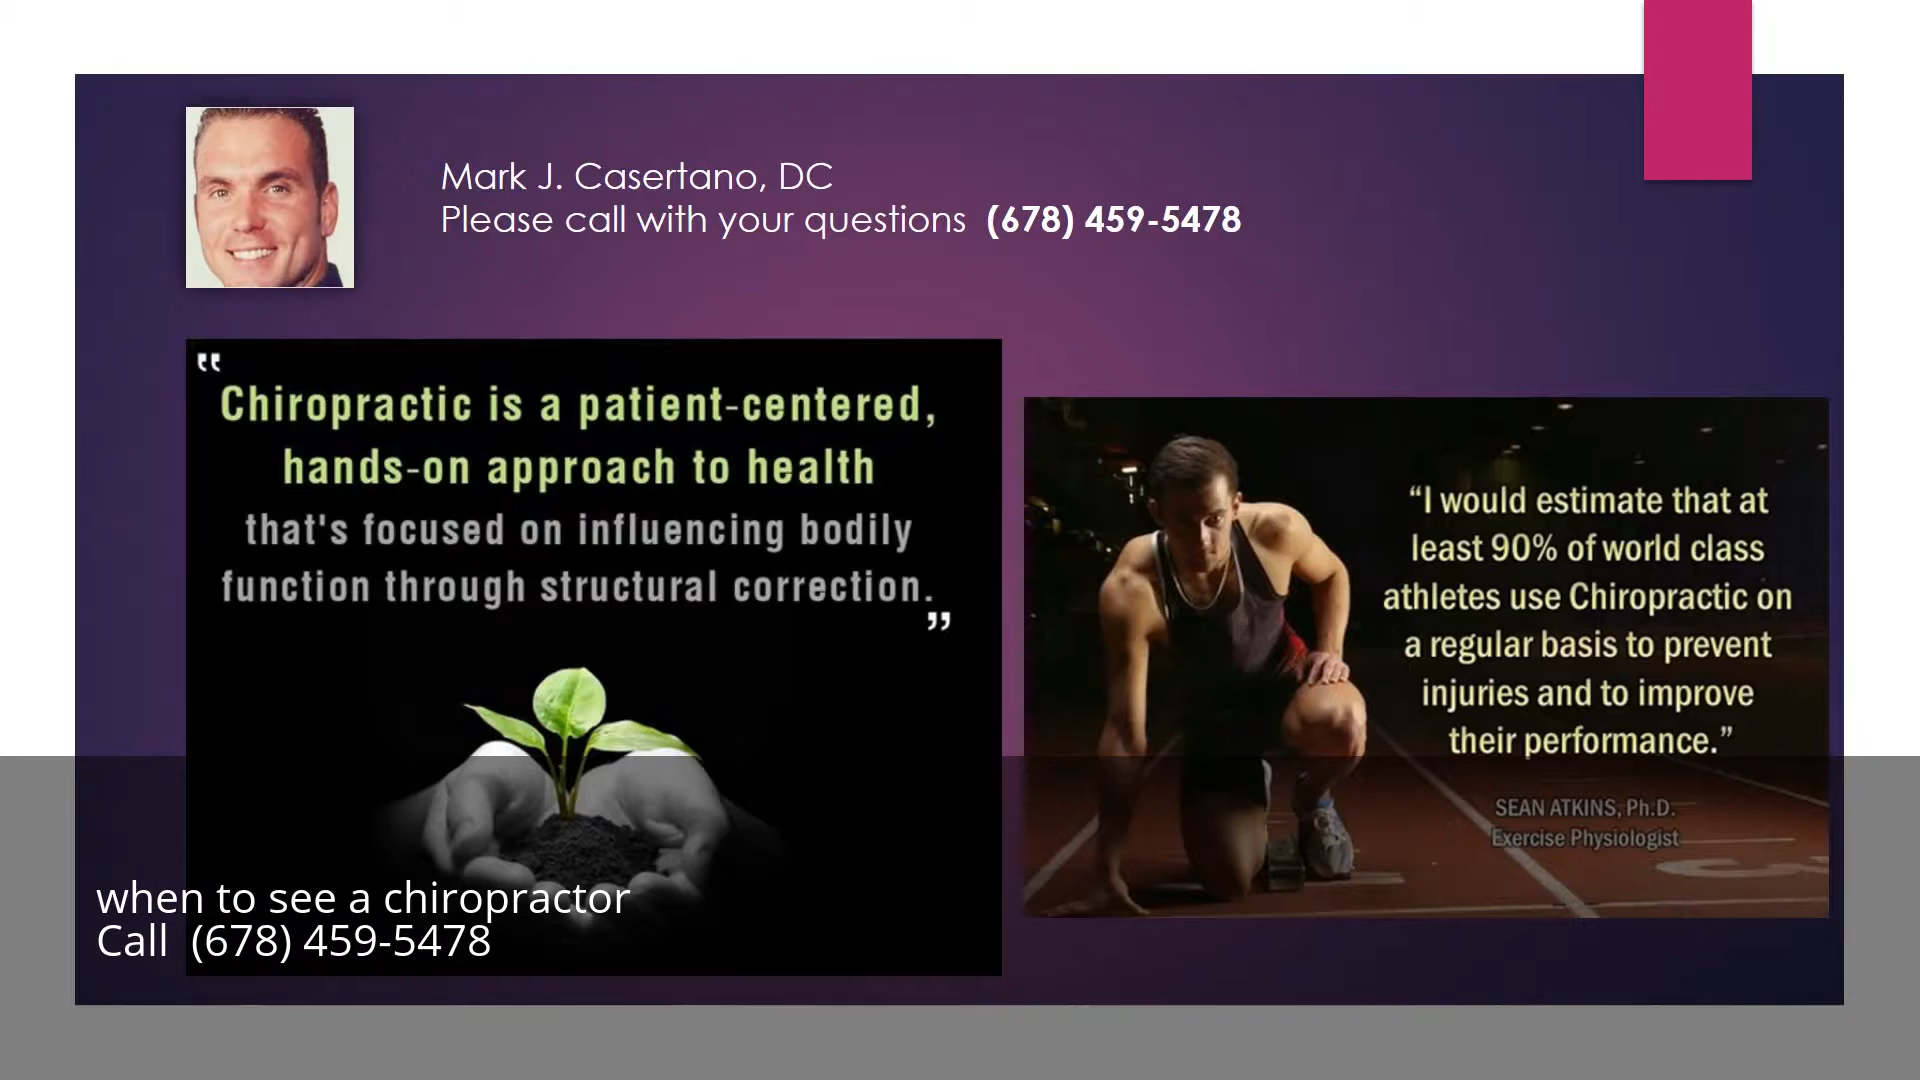 Mark J. Casertano, DC
Please call with your questions (678) 459-5478
"
Chiropractic is a patient-centered,
hands-on approach to health
that's focused on influencing bodily
function through structural correction.
"
“I would estimate that at
least 90% of world class
athletes use Chiropractic on
a regular basis to prevent
injuries and to improve
their performance.”
SEAN ATKINS, Ph.D.
Exercise Physiologist
3
when to see a chiropractor
Call (678) 459-5478